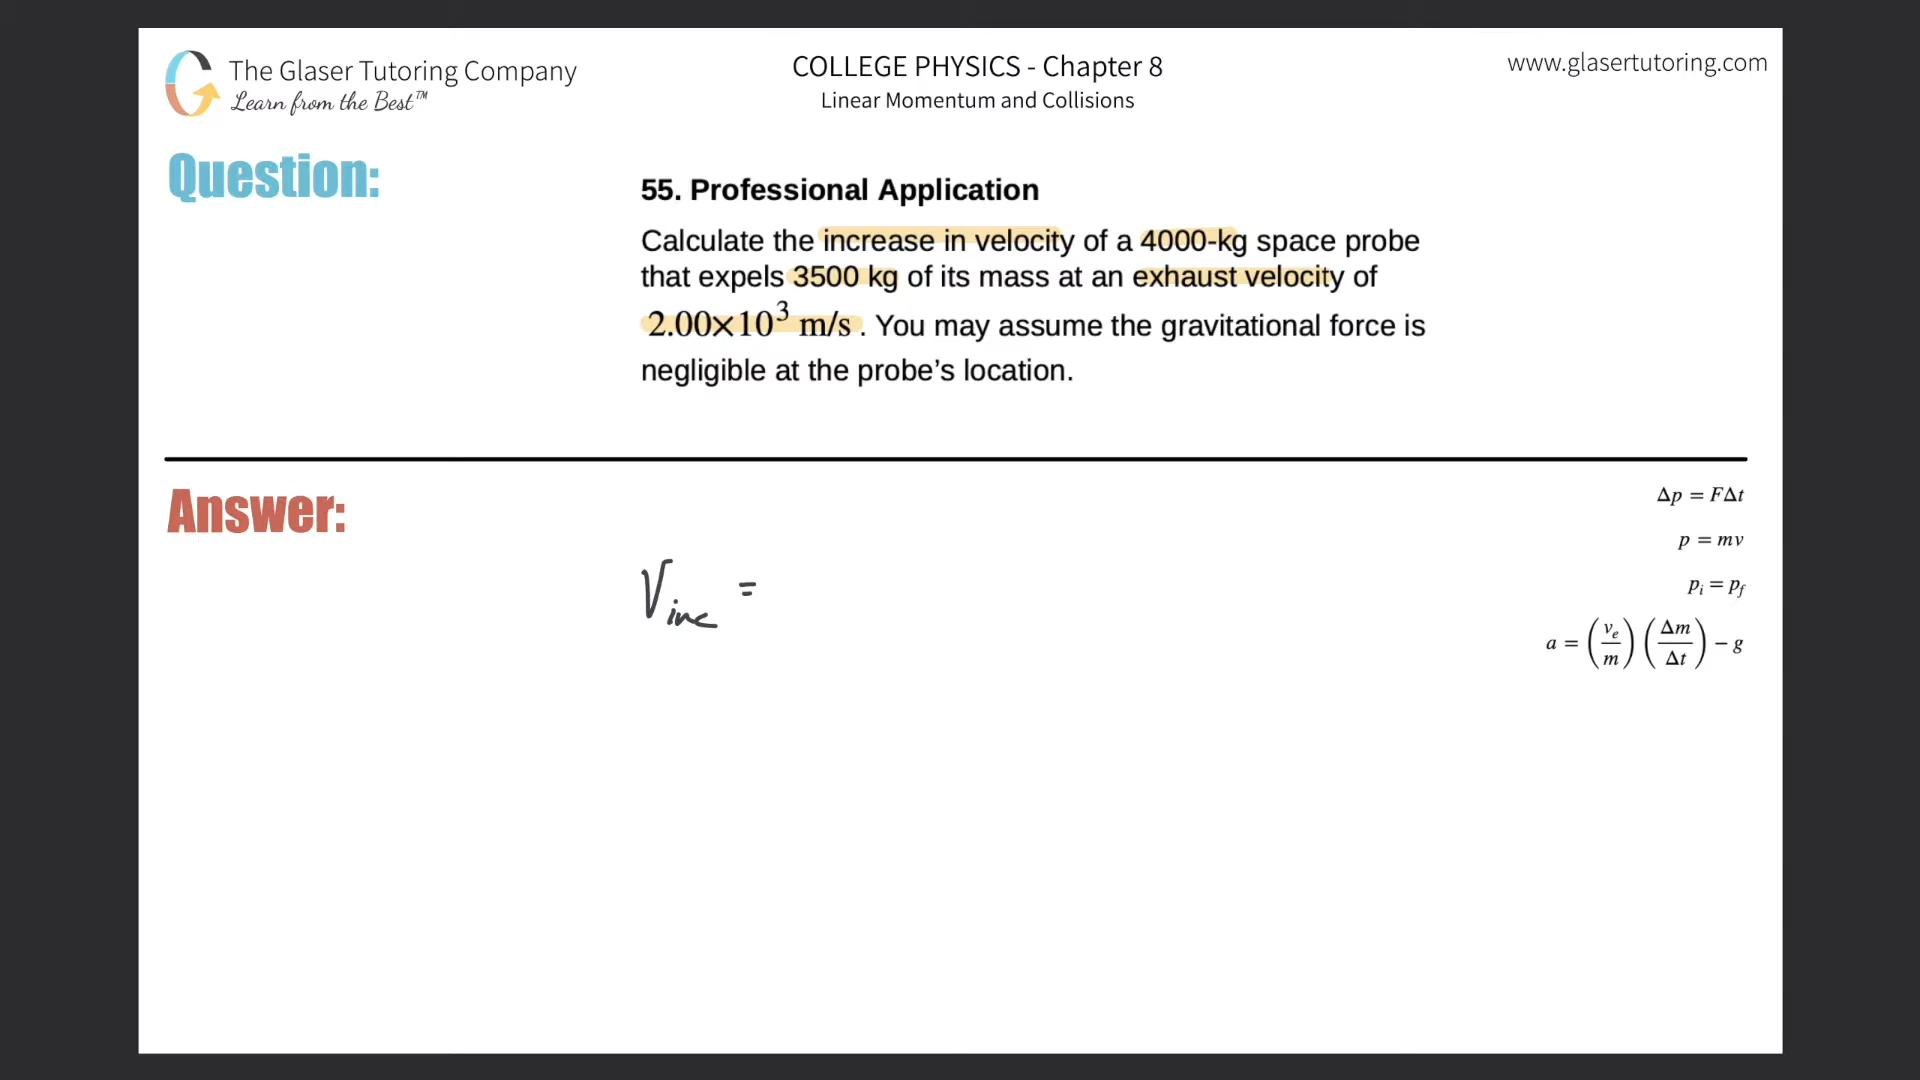 The Glaser Tutoring Company
Learn from the Best™
COLLEGE PHYSICS - Chapter 8
Linear Momentum and Collisions
www.glasertutoring.com
Question:
55. Professional Application
Calculate the increase in velocity of a 4000-kg space probe
that expels 3500 kg of its mass at an exhaust velocity of
2.00×10³ m/s . You may assume the gravitational force is
negligible at the probe’s location.
Answer:
Δp = FΔt
p = mv
pᵢ = p_f
a = (vₑ/m) (Δm/Δt) − g
V_inc =